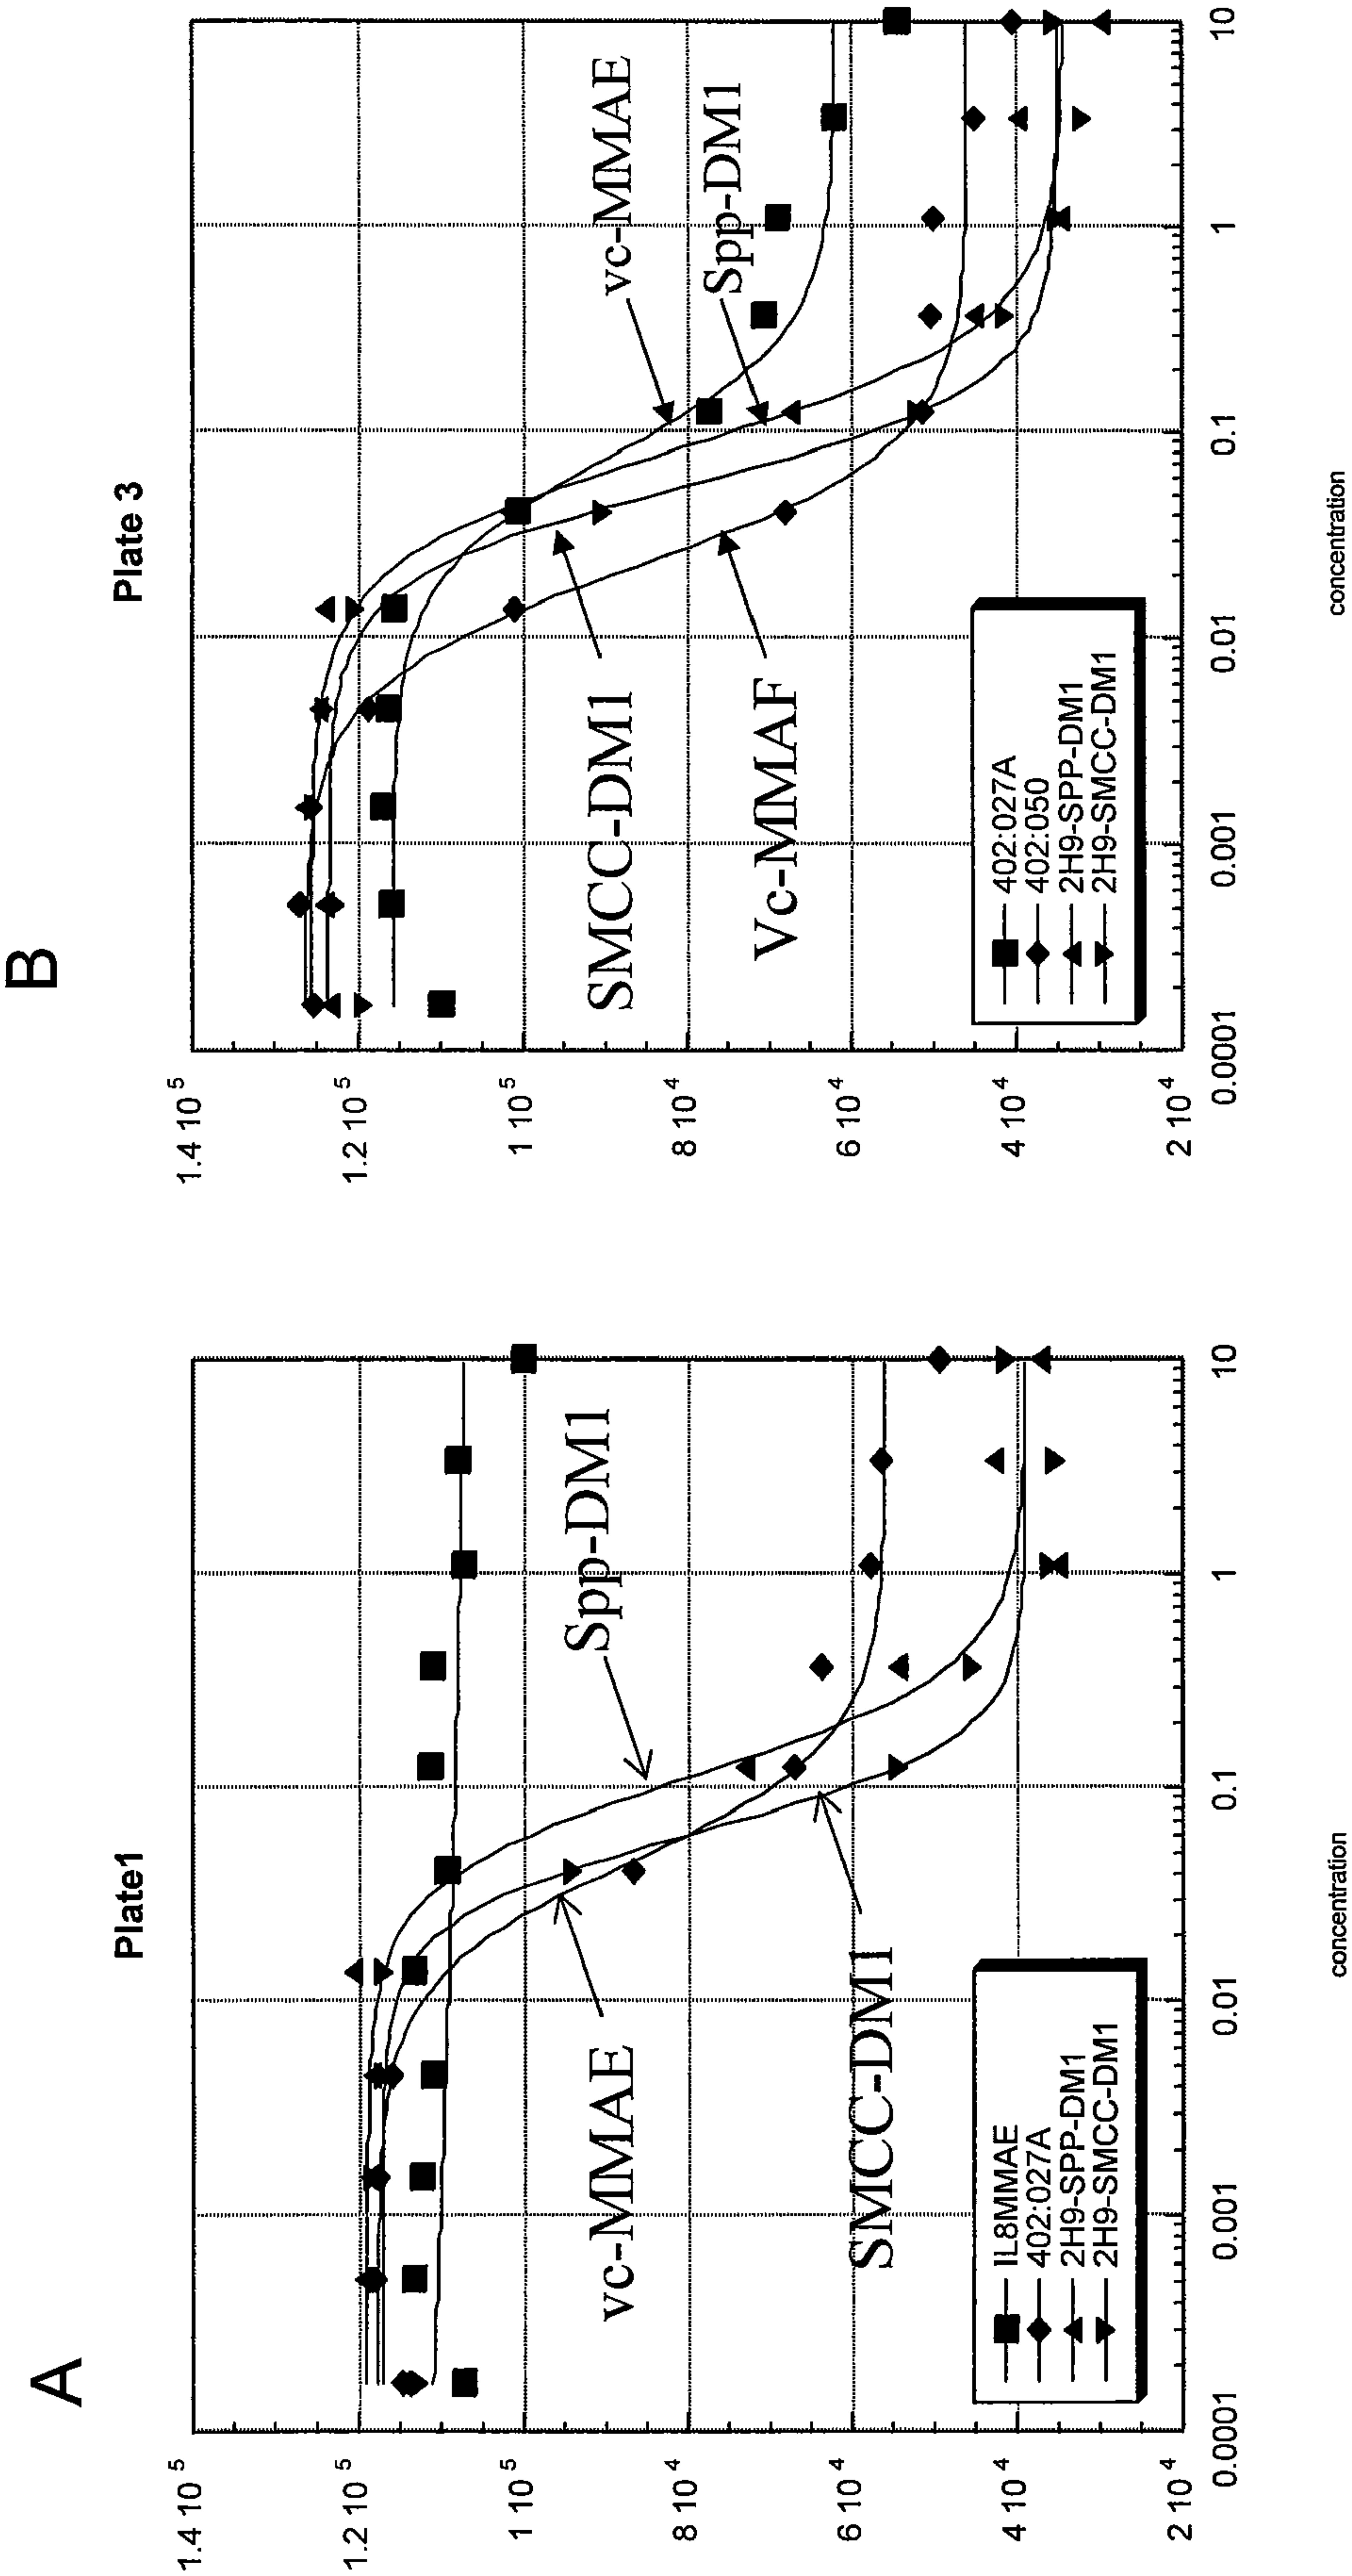 A
Plate1
1.4 10 5
1.2 10 5
1 10 5
8 10 4
6 10 4
4 10 4
2 10 4
Spp-DM1
vc-MMAE
SMCC-DM1
IL8MMAE
402:027A
2H9-SPP-DM1
2H9-SMCC-DM1
0.0001
0.001
0.01
0.1
1
10
concentration
B
Plate 3
1.4 10 5
1.2 10 5
1 10 5
8 10 4
6 10 4
4 10 4
2 10 4
vc-MMAE
Spp-DM1
SMCC-DM1
Vc-MMAF
402:027A
402:050
2H9-SPP-DM1
2H9-SMCC-DM1
0.0001
0.001
0.01
0.1
1
10
concentration